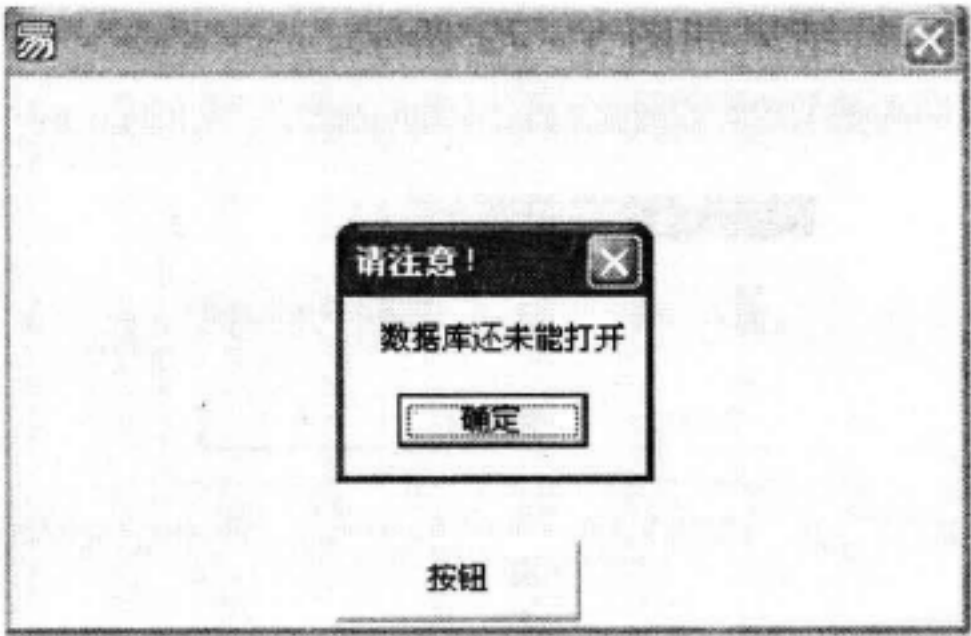 易
请注意！
数据库还未能打开
确定
按钮